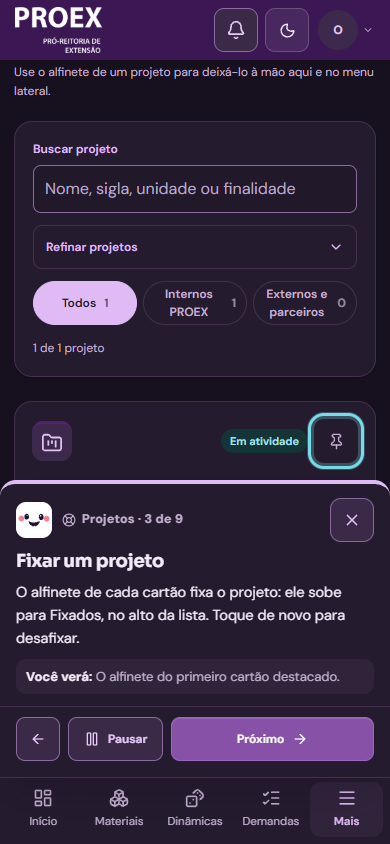 PROEX
PRÓ-REITORIA DE
EXTENSÃO
O
Use o alfinete de um projeto para deixá-lo à mão aqui e no menu
lateral.
Buscar projeto
Nome, sigla, unidade ou finalidade
Refinar projetos
Todos 1
Internos
PROEX
1
Externos e
parceiros
0
1 de 1 projeto
Em atividade
Projetos · 3 de 9
Fixar um projeto
O alfinete de cada cartão fixa o projeto: ele sobe
para Fixados, no alto da lista. Toque de novo para
desafixar.
Você verá: O alfinete do primeiro cartão destacado.
Pausar
Próximo
Início
Materiais
Dinâmicas
Demandas
Mais